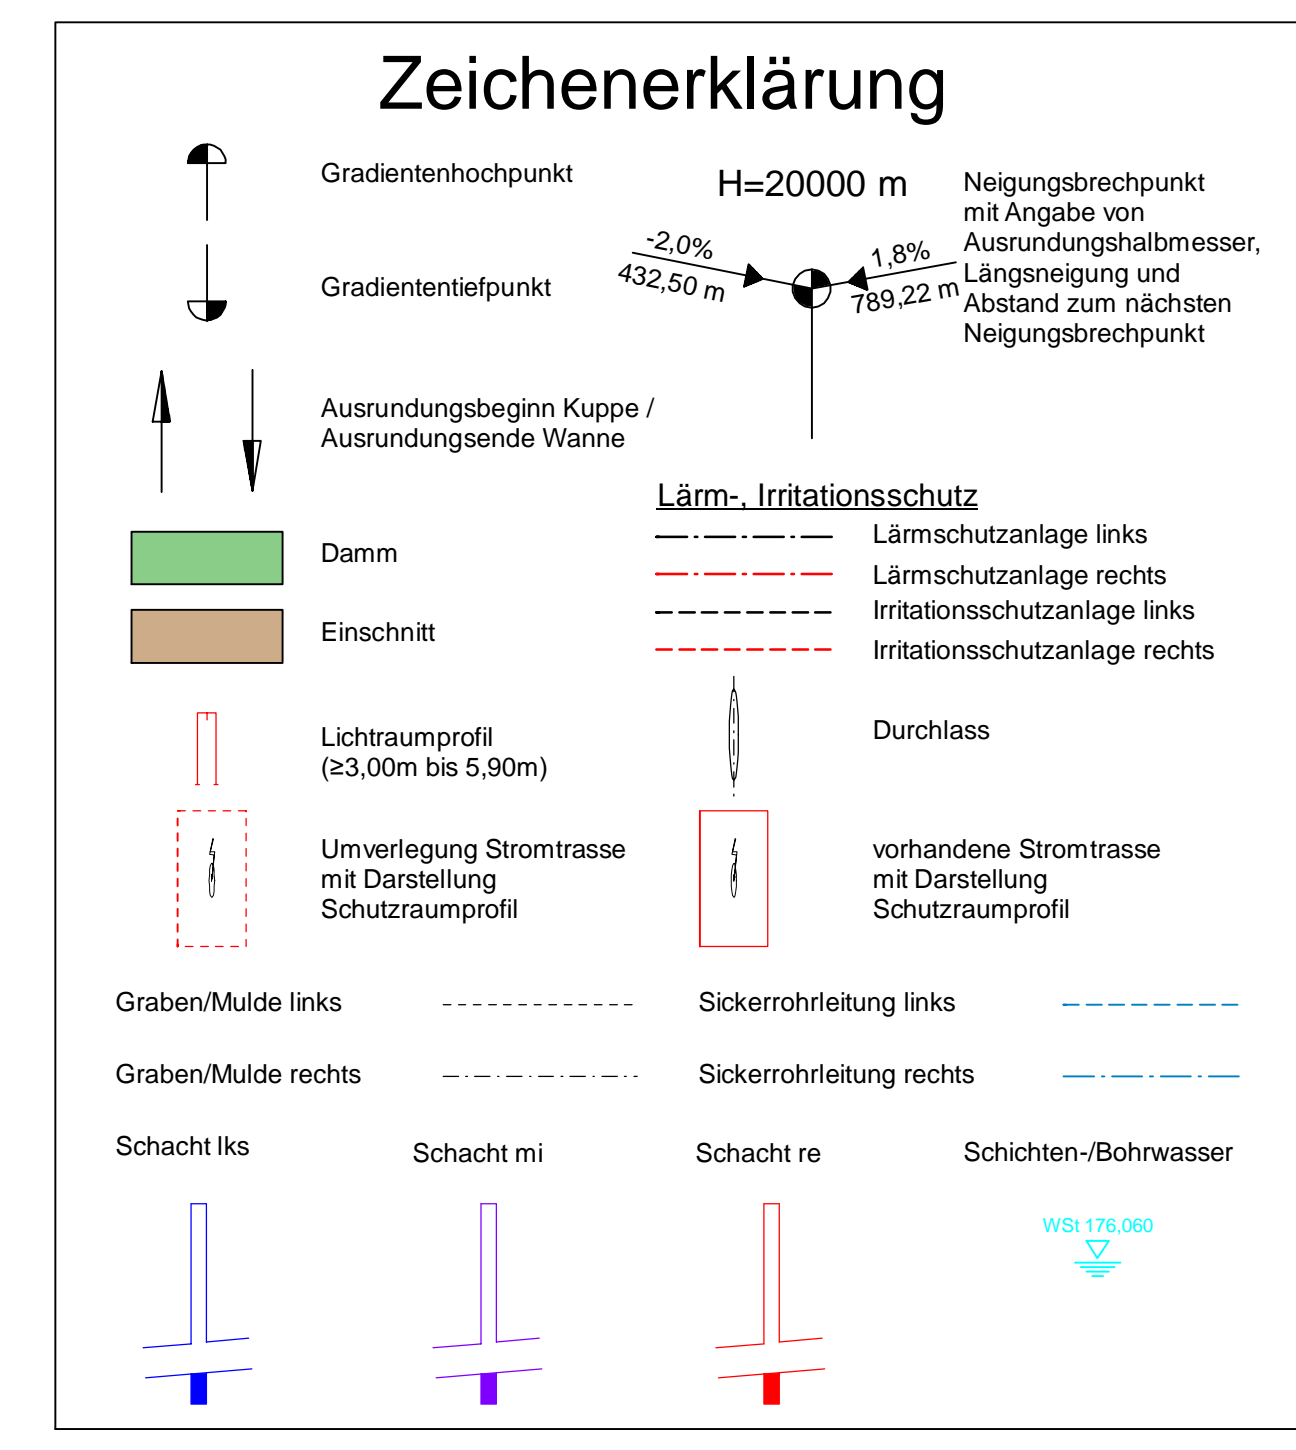 Zeichenerklärung
Gradientenhochpunkt
H=20000 m
Neigungsbrechpunkt
mit Angabe von
Ausrundungshalbmesser,
Längsneigung und
Abstand zum nächsten
Neigungsbrechpunkt
-2,0%
432,50 m
1,8%
789,22 m
Gradiententiefpunkt
Ausrundungsbeginn Kuppe /
Ausrundungsende Wanne
Lärm-, Irritationsschutz
Lärmschutzanlage links
Lärmschutzanlage rechts
Irritationsschutzanlage links
Irritationsschutzanlage rechts
Damm
Einschnitt
Lichtraumprofil
(≥3,00m bis 5,90m)
Durchlass
Umverlegung Stromtrasse
mit Darstellung
Schutzraumprofil
vorhandene Stromtrasse
mit Darstellung
Schutzraumprofil
Graben/Mulde links
Sickerrohrleitung links
Graben/Mulde rechts
Sickerrohrleitung rechts
Schacht lks
Schacht mi
Schacht re
Schichten-/Bohrwasser
WSt 176,060